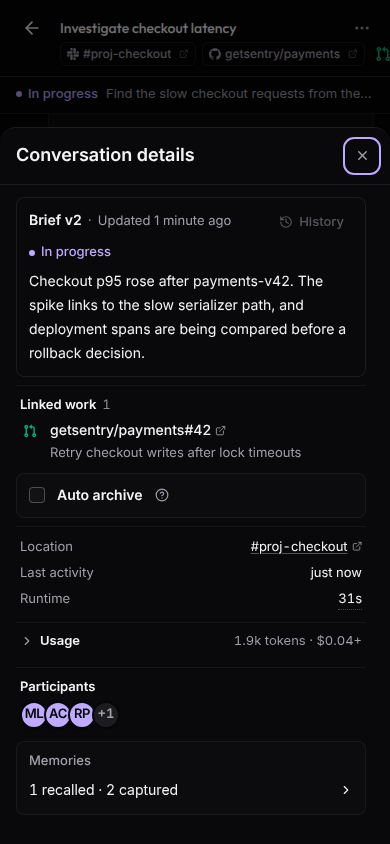 Investigate checkout latency
#proj-checkout
getsentry/payments
In progress Find the slow checkout requests from the...
Conversation details
Brief v2 · Updated 1 minute ago
History
In progress
Checkout p95 rose after payments-v42. The
spike links to the slow serializer path, and
deployment spans are being compared before a
rollback decision.
Linked work 1
getsentry/payments#42
Retry checkout writes after lock timeouts
Auto archive
Location #proj-checkout
Last activity just now
Runtime 31s
Usage 1.9k tokens · $0.04+
Participants
ML AC RP +1
Memories
1 recalled · 2 captured